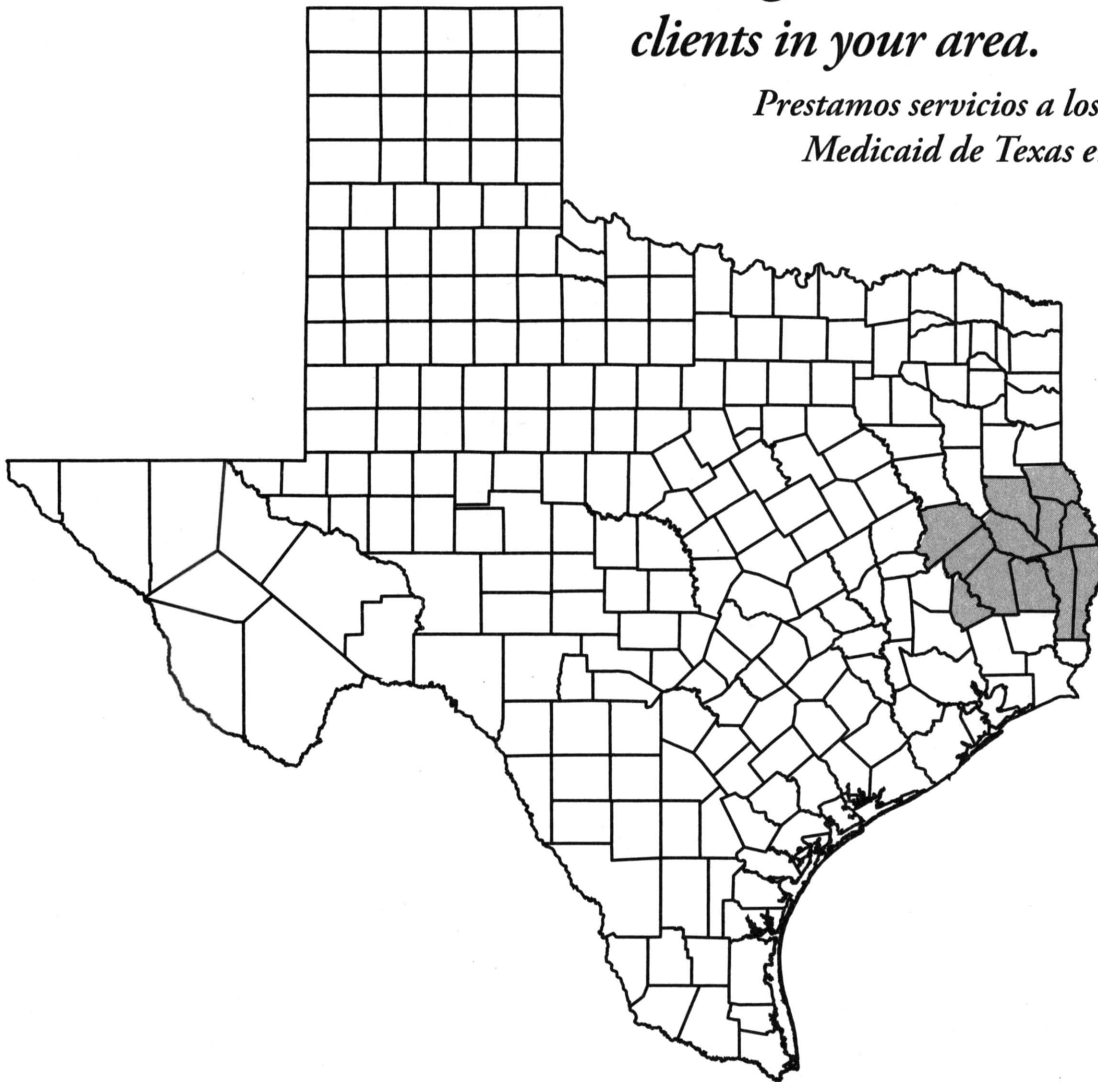 clients in your area.
Prestamos servicios a los
Medicaid de Texas e